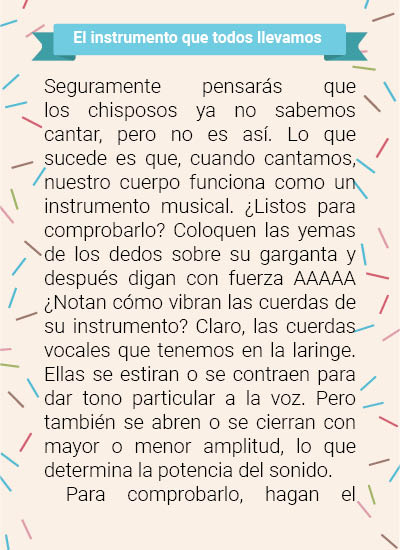 El instrumento que todos llevamos
Seguramente pensarás que
los chisposos ya no sabemos
cantar, pero no es así. Lo que
sucede es que, cuando cantamos,
nuestro cuerpo funciona como un
instrumento musical. ¿Listos para
comprobarlo? Coloquen las yemas
de los dedos sobre su garganta y
después digan con fuerza AAAAA
¿Notan cómo vibran las cuerdas de
su instrumento? Claro, las cuerdas
vocales que tenemos en la laringe.
Ellas se estiran o se contraen para
dar tono particular a la voz. Pero
también se abren o se cierran con
mayor o menor amplitud, lo que
determina la potencia del sonido.
Para comprobarlo, hagan el